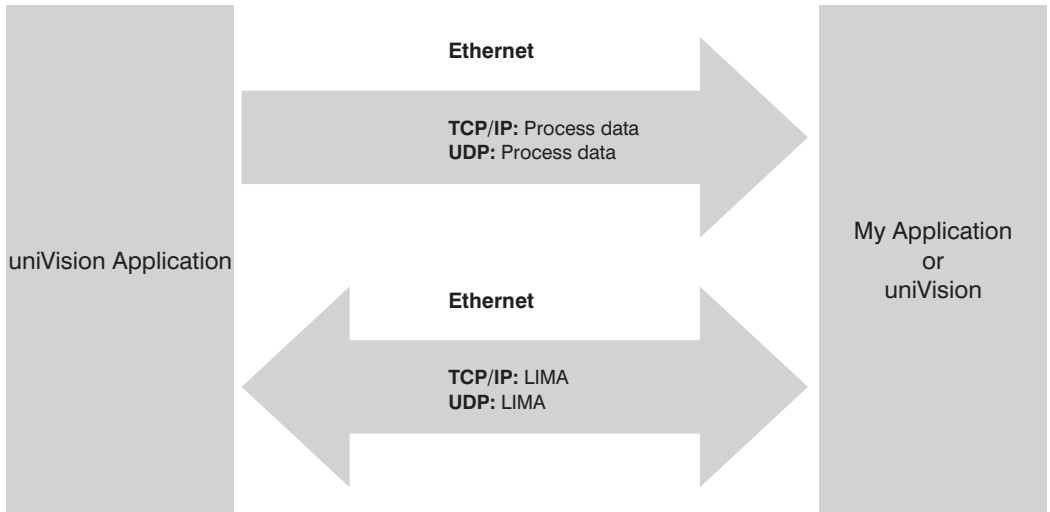 uniVision Application
Ethernet
TCP/IP: Process data
UDP: Process data
Ethernet
TCP/IP: LIMA
UDP: LIMA
My Application
or
uniVision